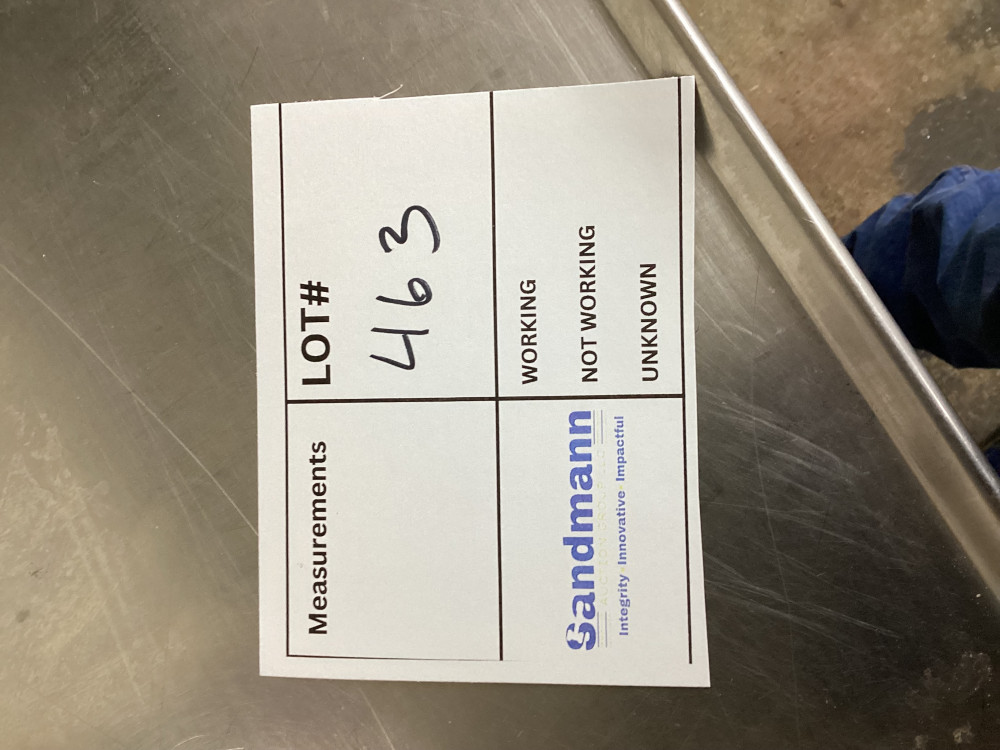 Measurements
LOT#
463
Sandmann
Integrity · Innovative · Impactful
WORKING
NOT WORKING
UNKNOWN